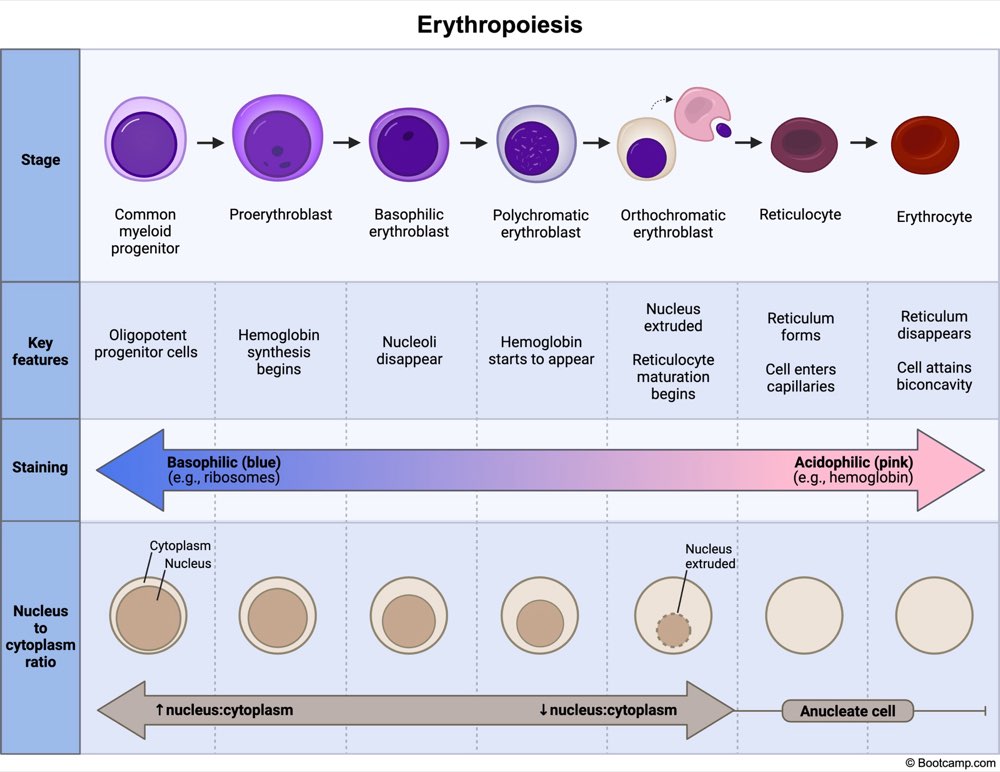 Erythropoiesis
Stage
Common
myeloid
progenitor
Proerythroblast
Basophilic
erythroblast
Polychromatic
erythroblast
Orthochromatic
erythroblast
Reticulocyte
Erythrocyte
Key
features
Oligopotent
progenitor cells
Hemoglobin
synthesis
begins
Nucleoli
disappear
Hemoglobin
starts to appear
Nucleus
extruded
Reticulocyte
maturation
begins
Reticulum
forms
Cell enters
capillaries
Reticulum
disappears
Cell attains
biconcavity
Staining
Basophilic (blue)
(e.g., ribosomes)
Acidophilic (pink)
(e.g., hemoglobin)
Nucleus
to
cytoplasm
ratio
Cytoplasm
Nucleus
Nucleus
extruded
↑nucleus:cytoplasm
↓nucleus:cytoplasm
Anucleate cell
© Bootcamp.com